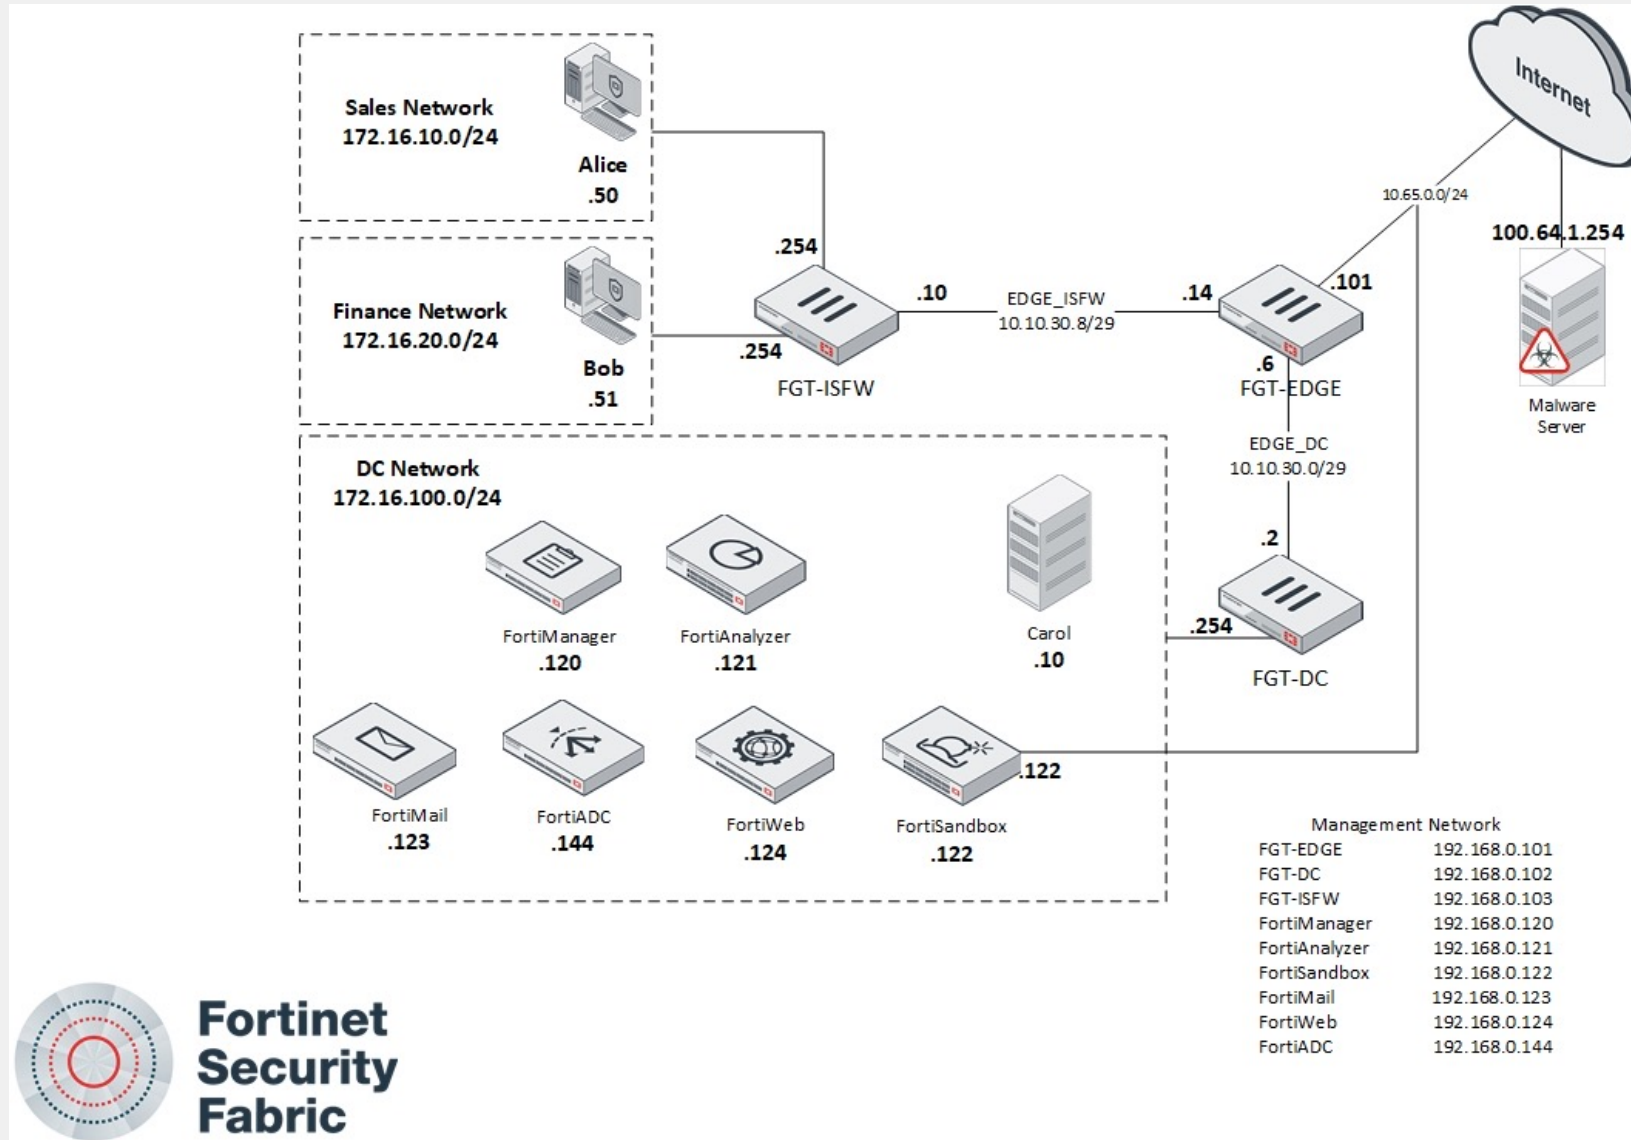 Internet
Sales Network
172.16.10.0/24
Alice
.50
10.65.0.0/24
100.64.1.254
Finance Network
172.16.20.0/24
Bob
.51
.254
.254
FGT-ISFW
.10
EDGE_ISFW
10.10.30.8/29
.14
.101
.6
FGT-EDGE
Malware
Server
EDGE_DC
10.10.30.0/29
.2
.254
FGT-DC
DC Network
172.16.100.0/24
FortiManager
.120
FortiAnalyzer
.121
Carol
.10
FortiMail
.123
FortiADC
.144
FortiWeb
.124
FortiSandbox
.122
.122
Management Network
FGT-EDGE 192.168.0.101
FGT-DC 192.168.0.102
FGT-ISFW 192.168.0.103
FortiManager 192.168.0.120
FortiAnalyzer 192.168.0.121
FortiSandbox 192.168.0.122
FortiMail 192.168.0.123
FortiWeb 192.168.0.124
FortiADC 192.168.0.144
Fortinet
Security
Fabric